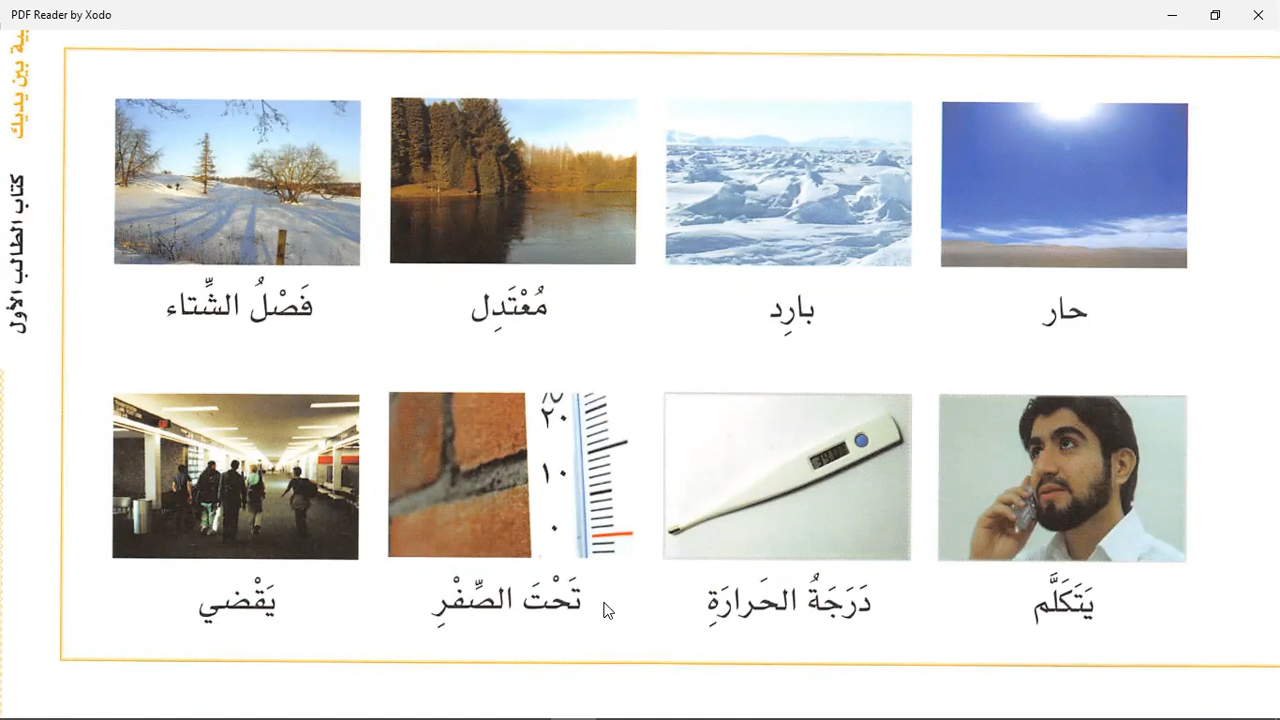 PDF Reader by Xodo
بية بين يديك
كتاب الطالب الأول
حار
بارِد
مُعْتَدِل
فَصْلُ الشِّتاء
٢٠
١٠
٠
يَتَكَلَّم
دَرَجَةُ الحَرارَةِ
تَحْتَ الصِّفْرِ
يَقْضي